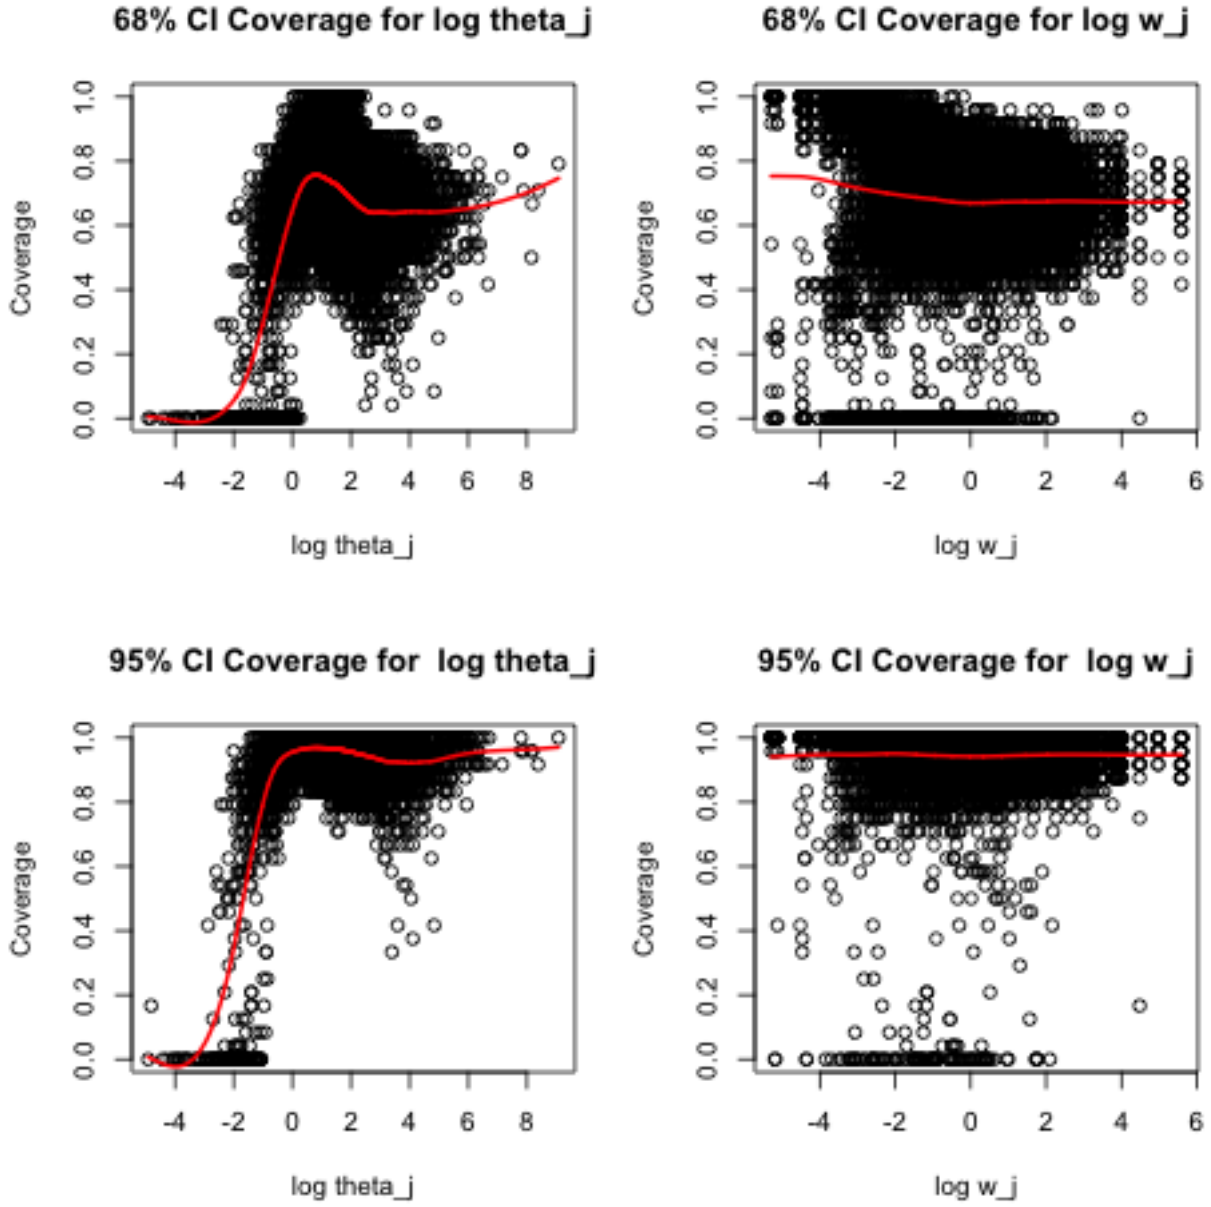 68% CI Coverage for log theta_j
Coverage
0.0 0.2 0.4 0.6 0.8 1.0
-4 -2 0 2 4 6 8
log theta_j
68% CI Coverage for log w_j
Coverage
0.0 0.2 0.4 0.6 0.8 1.0
-4 -2 0 2 4 6
log w_j
95% CI Coverage for  log theta_j
Coverage
0.0 0.2 0.4 0.6 0.8 1.0
-4 -2 0 2 4 6 8
log theta_j
95% CI Coverage for  log w_j
Coverage
0.0 0.2 0.4 0.6 0.8 1.0
-4 -2 0 2 4 6
log w_j